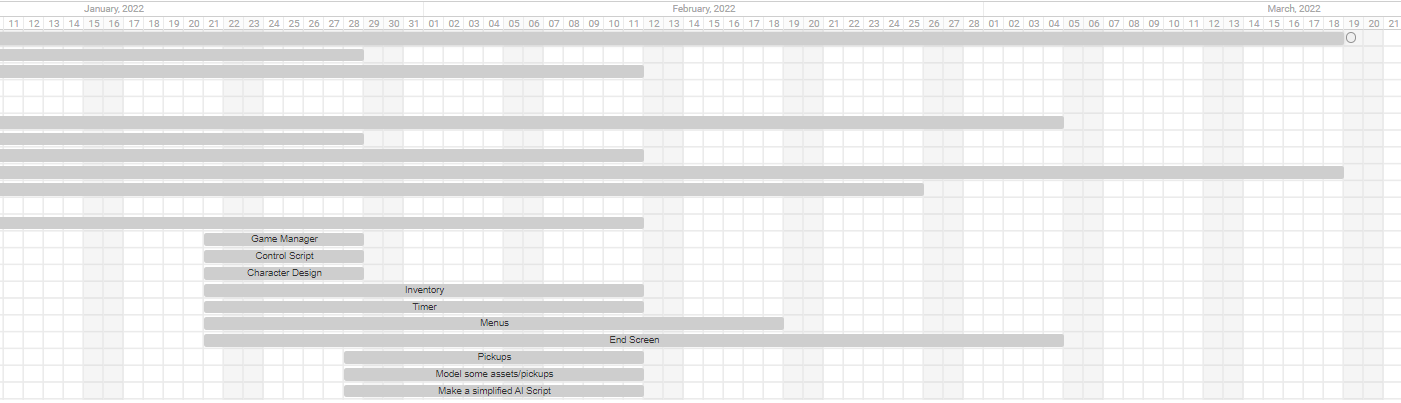 January, 2022 February, 2022 March, 2022
11 12 13 14 15 16 17 18 19 20 21 22 23 24 25 26 27 28 29 30 31 01 02 03 04 05 06 07 08 09 10 11 12 13 14 15 16 17 18 19 20 21 22 23 24 25 26 27 28 01 02 03 04 05 06 07 08 09 10 11 12 13 14 15 16 17 18 19 20 21
Game Manager
Control Script
Character Design
Inventory
Timer
Menus
End Screen
Pickups
Model some assets/pickups
Make a simplified AI Script